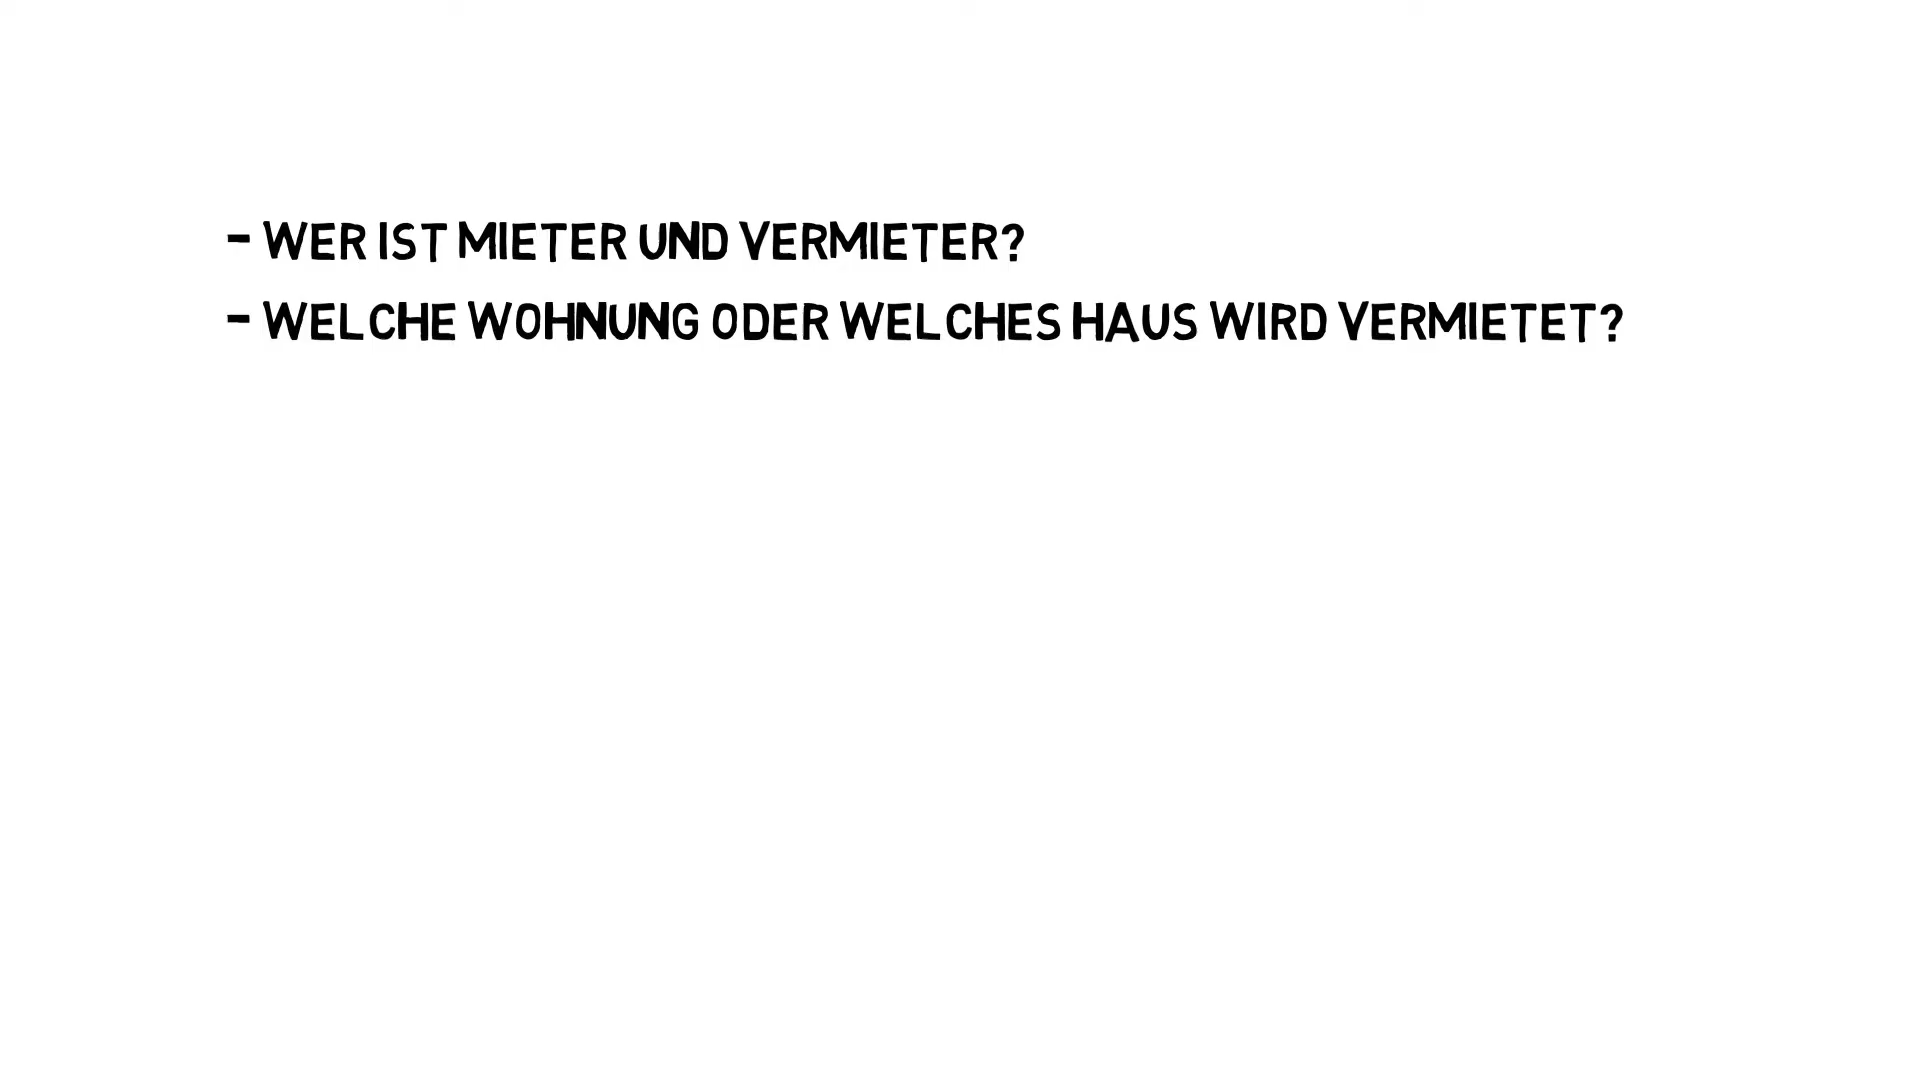 - WER IST MIETER UND VERMIETER?
- WELCHE WOHNUNG ODER WELCHES HAUS WIRD VERMIETET?